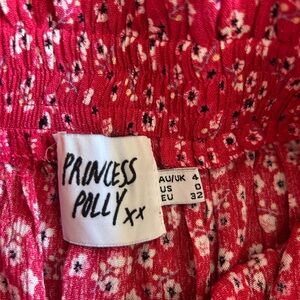 PRINCESS
POLLY xx
AU/UK 4
US 0
EU 32